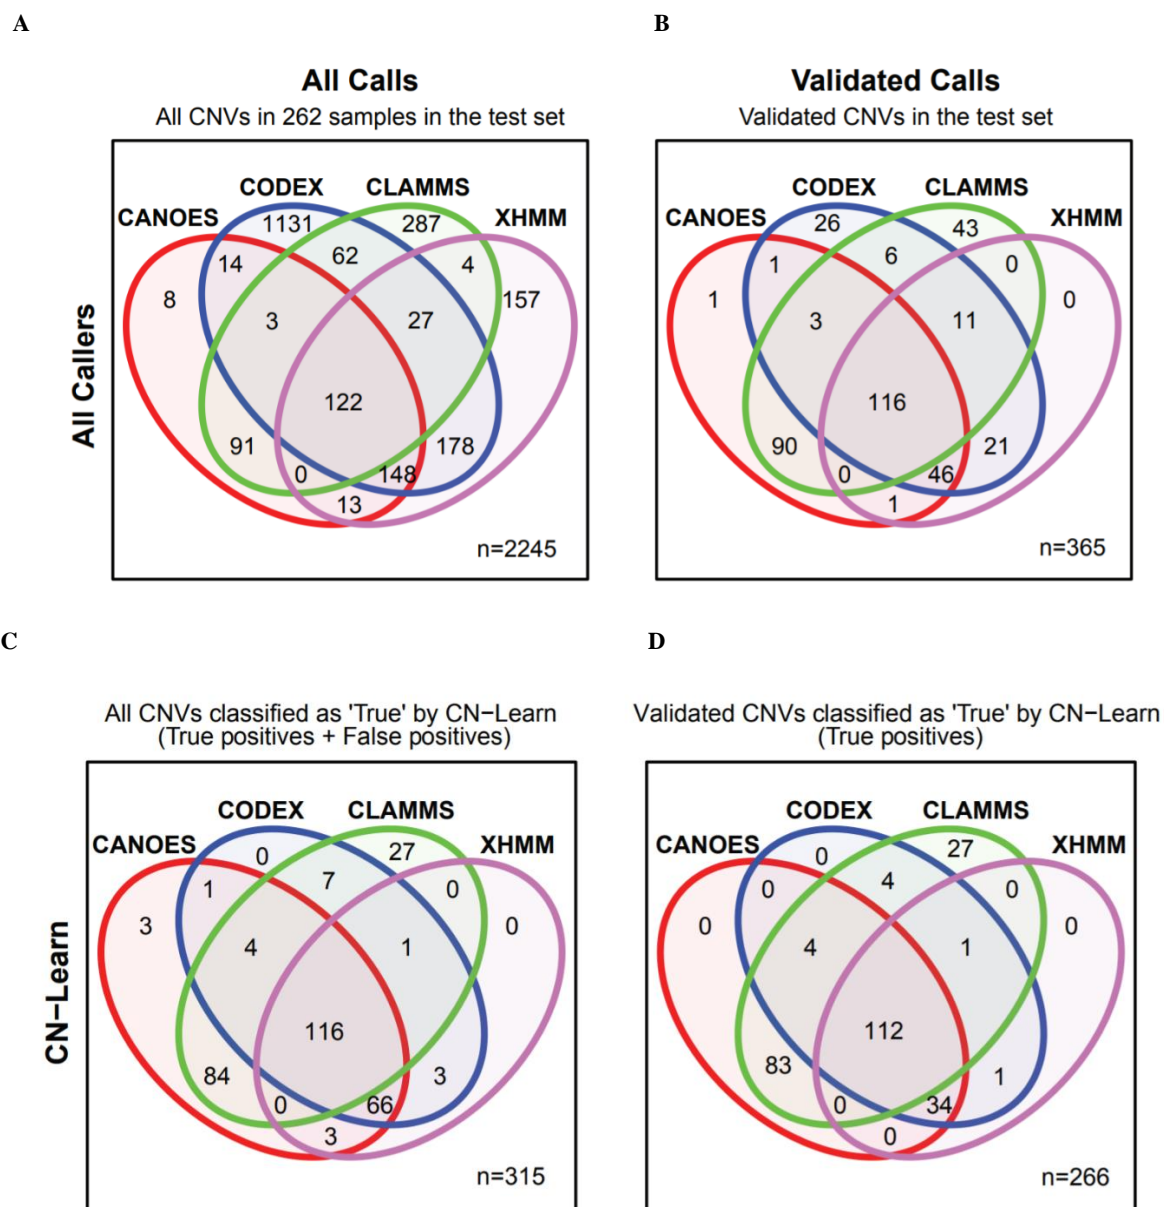 A
B
All Calls
All CNVs in 262 samples in the test set
Validated Calls
Validated CNVs in the test set
All Callers
CODEX CLAMMS
CANOES XHMM
1131 287
62
14 4
8 157
3 27
122
91 178
0 148
13
n=2245
CODEX CLAMMS
CANOES XHMM
26 43
6
1 0
1 0
3 11
116
90 21
0 46
1
n=365
C
D
All CNVs classified as 'True' by CN−Learn
(True positives + False positives)
Validated CNVs classified as 'True' by CN−Learn
(True positives)
CN−Learn
CODEX CLAMMS
CANOES XHMM
0 27
7
1 0
3 0
4 1
116
84 3
0 66
3
n=315
CODEX CLAMMS
CANOES XHMM
0 27
4
0 0
0 0
4 1
112
83 1
0 34
0
n=266